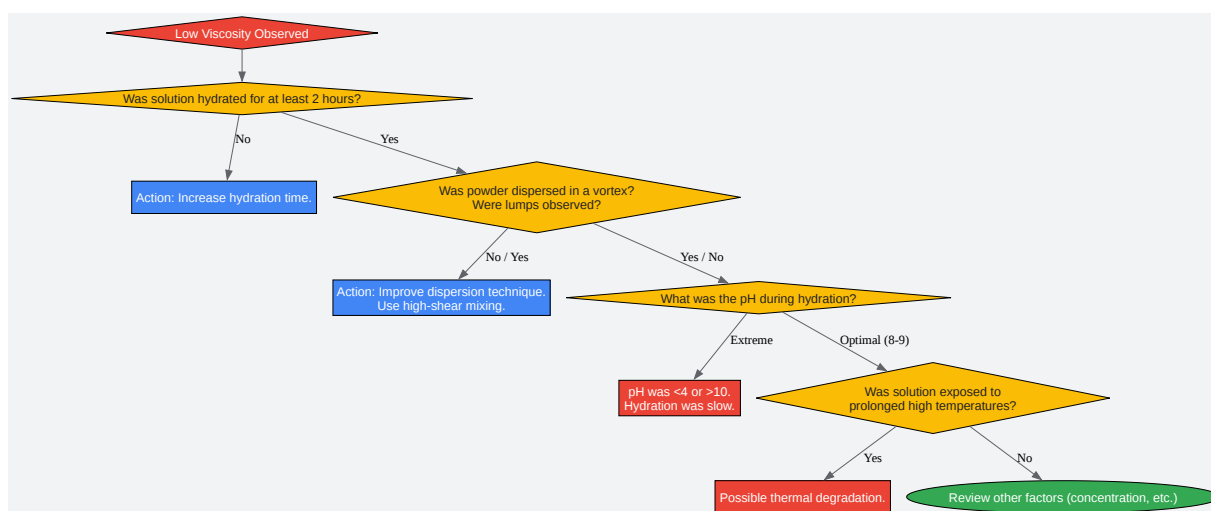 Low Viscosity Observed
Was solution hydrated for at least 2 hours?
No
Yes
Action: Increase hydration time.
Was powder dispersed in a vortex?
Were lumps observed?
No / Yes
Yes / No
Action: Improve dispersion technique.
Use high-shear mixing.
What was the pH during hydration?
Extreme
Optimal (8-9)
pH was <4 or >10.
Hydration was slow.
Was solution exposed to
prolonged high temperatures?
Yes
No
Possible thermal degradation.
Review other factors (concentration, etc.)